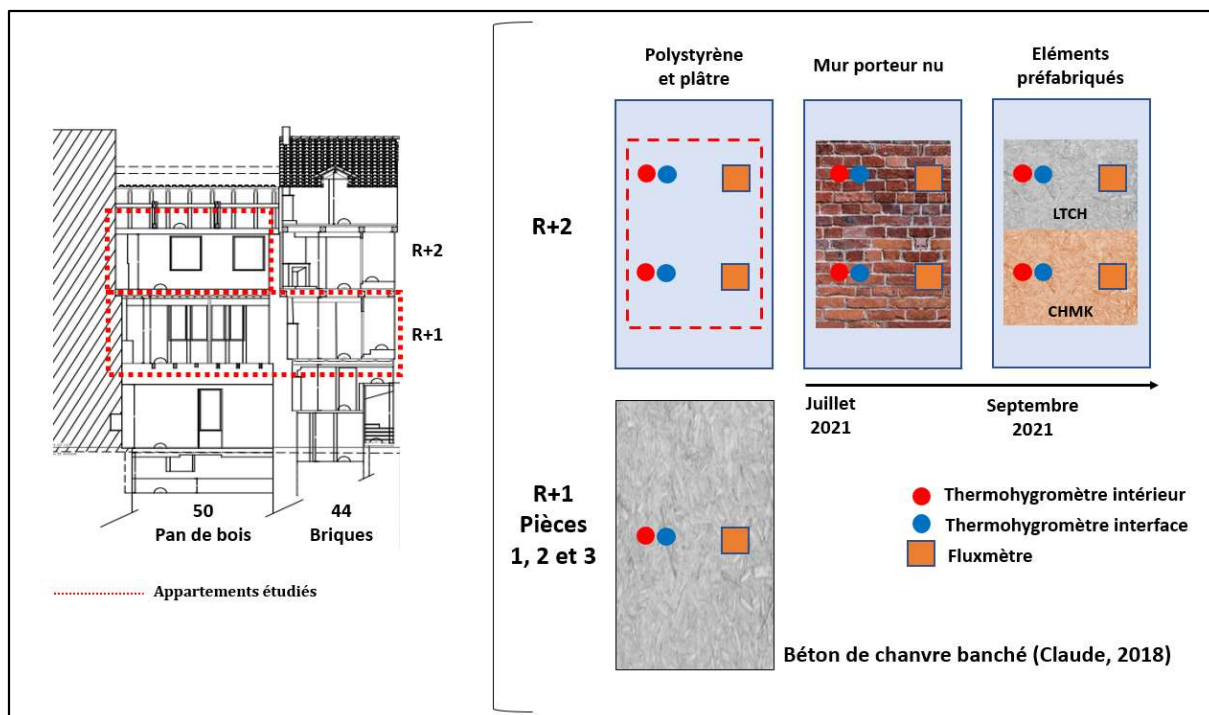 R+2
R+1
50
Pan de bois
44
Briques
Appartements étudiés
Polystyrène
et plâtre
Mur porteur nu
Eléments
préfabriqués
R+2
LTCH
CHMK
Juillet
2021
Septembre
2021
R+1
Pièces
1, 2 et 3
Thermohygromètre intérieur
Thermohygromètre interface
Fluxmètre
Béton de chanvre banché (Claude, 2018)